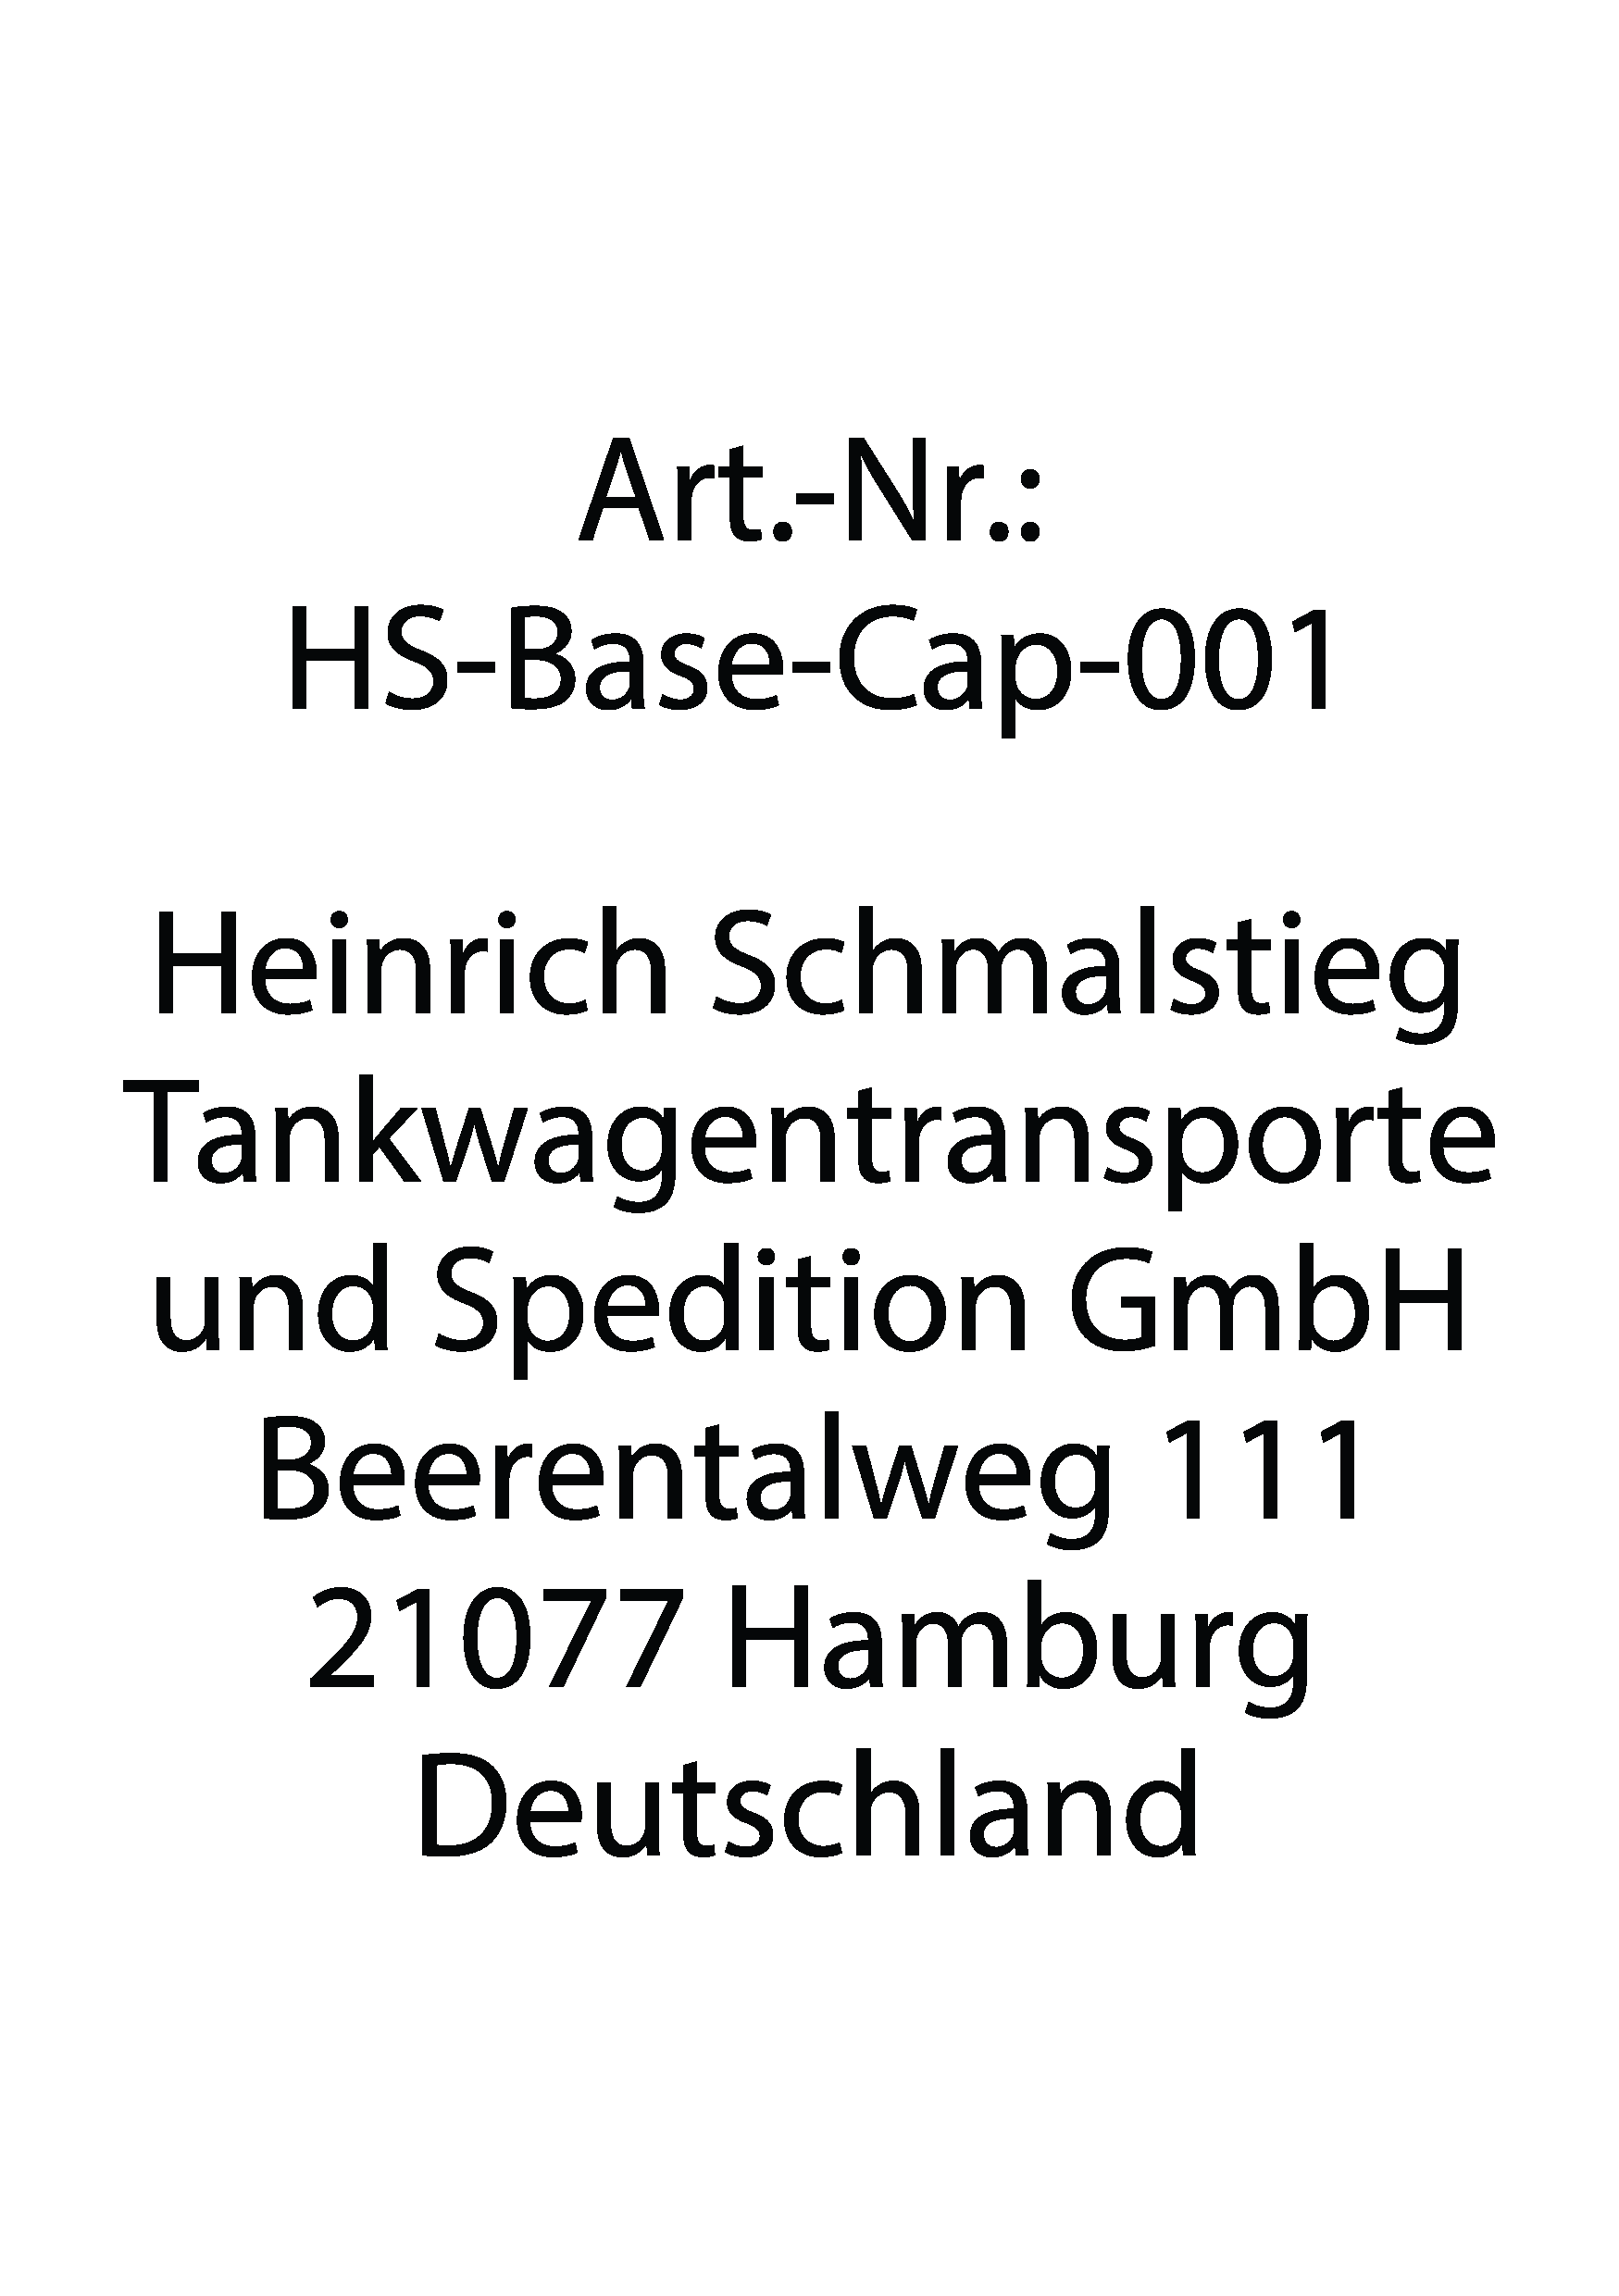 Art.-Nr.:
HS-Base-Cap-001
Heinrich Schmalstieg
Tankwagentransporte
und Spedition GmbH
Beerentalweg 111
21077 Hamburg
Deutschland